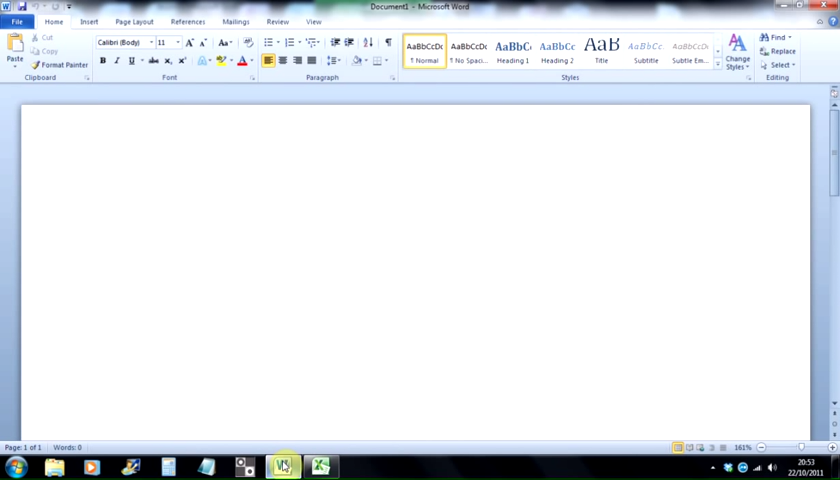 Document1 - Microsoft Word
File Home Insert Page Layout References Mailings Review View
Paste
Cut
Copy
Format Painter
Clipboard
Calibri (Body) 11
Font
Paragraph
AaBbCcDc AaBbCcDc AaBbC AaBbCc AaB AaBbCc. AaBbCcDc
¶ Normal ¶ No Spaci... Heading 1 Heading 2 Title Subtitle Subtle Em...
Styles
Change Styles
Find
Replace
Select
Editing
Page: 1 of 1 Words: 0
161%
20:53
22/10/2011